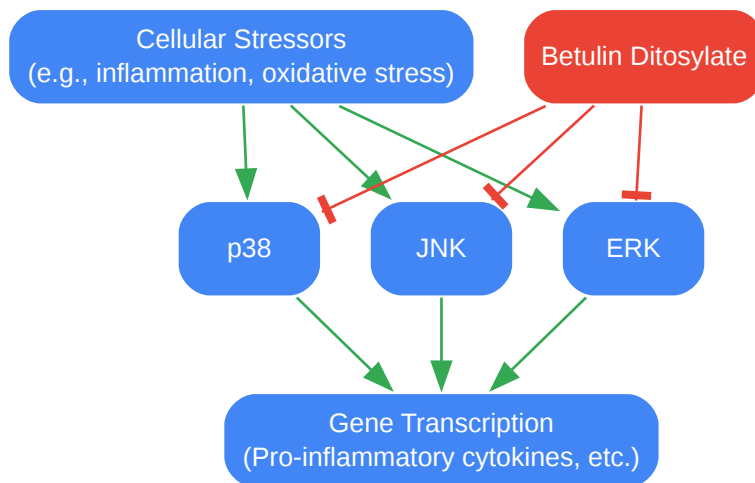 Cellular Stressors
(e.g., inflammation, oxidative stress)
Betulin Ditosylate
p38
JNK
ERK
Gene Transcription
(Pro-inflammatory cytokines, etc.)